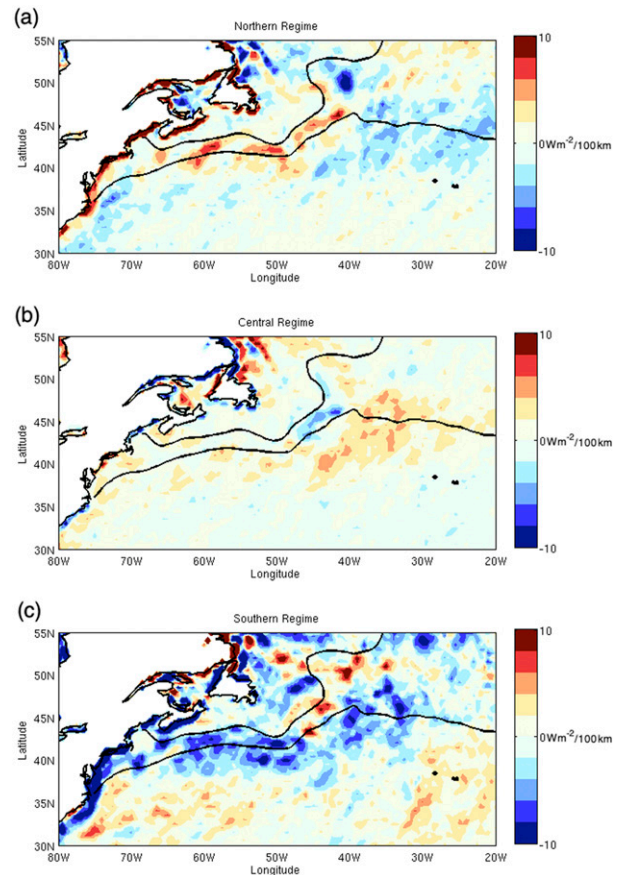 (a)
Northern Regime
55N
50N
45N
40N
35N
30N
Latitude
80W 70W 60W 50W 40W 30W 20W
Longitude
10
0Wm-2/100km
-10
(b)
Central Regime
55N
50N
45N
40N
35N
30N
Latitude
80W 70W 60W 50W 40W 30W 20W
Longitude
10
0Wm-2/100km
-10
(c)
Southern Regime
55N
50N
45N
40N
35N
30N
Latitude
80W 70W 60W 50W 40W 30W 20W
Longitude
10
0Wm-2/100km
-10